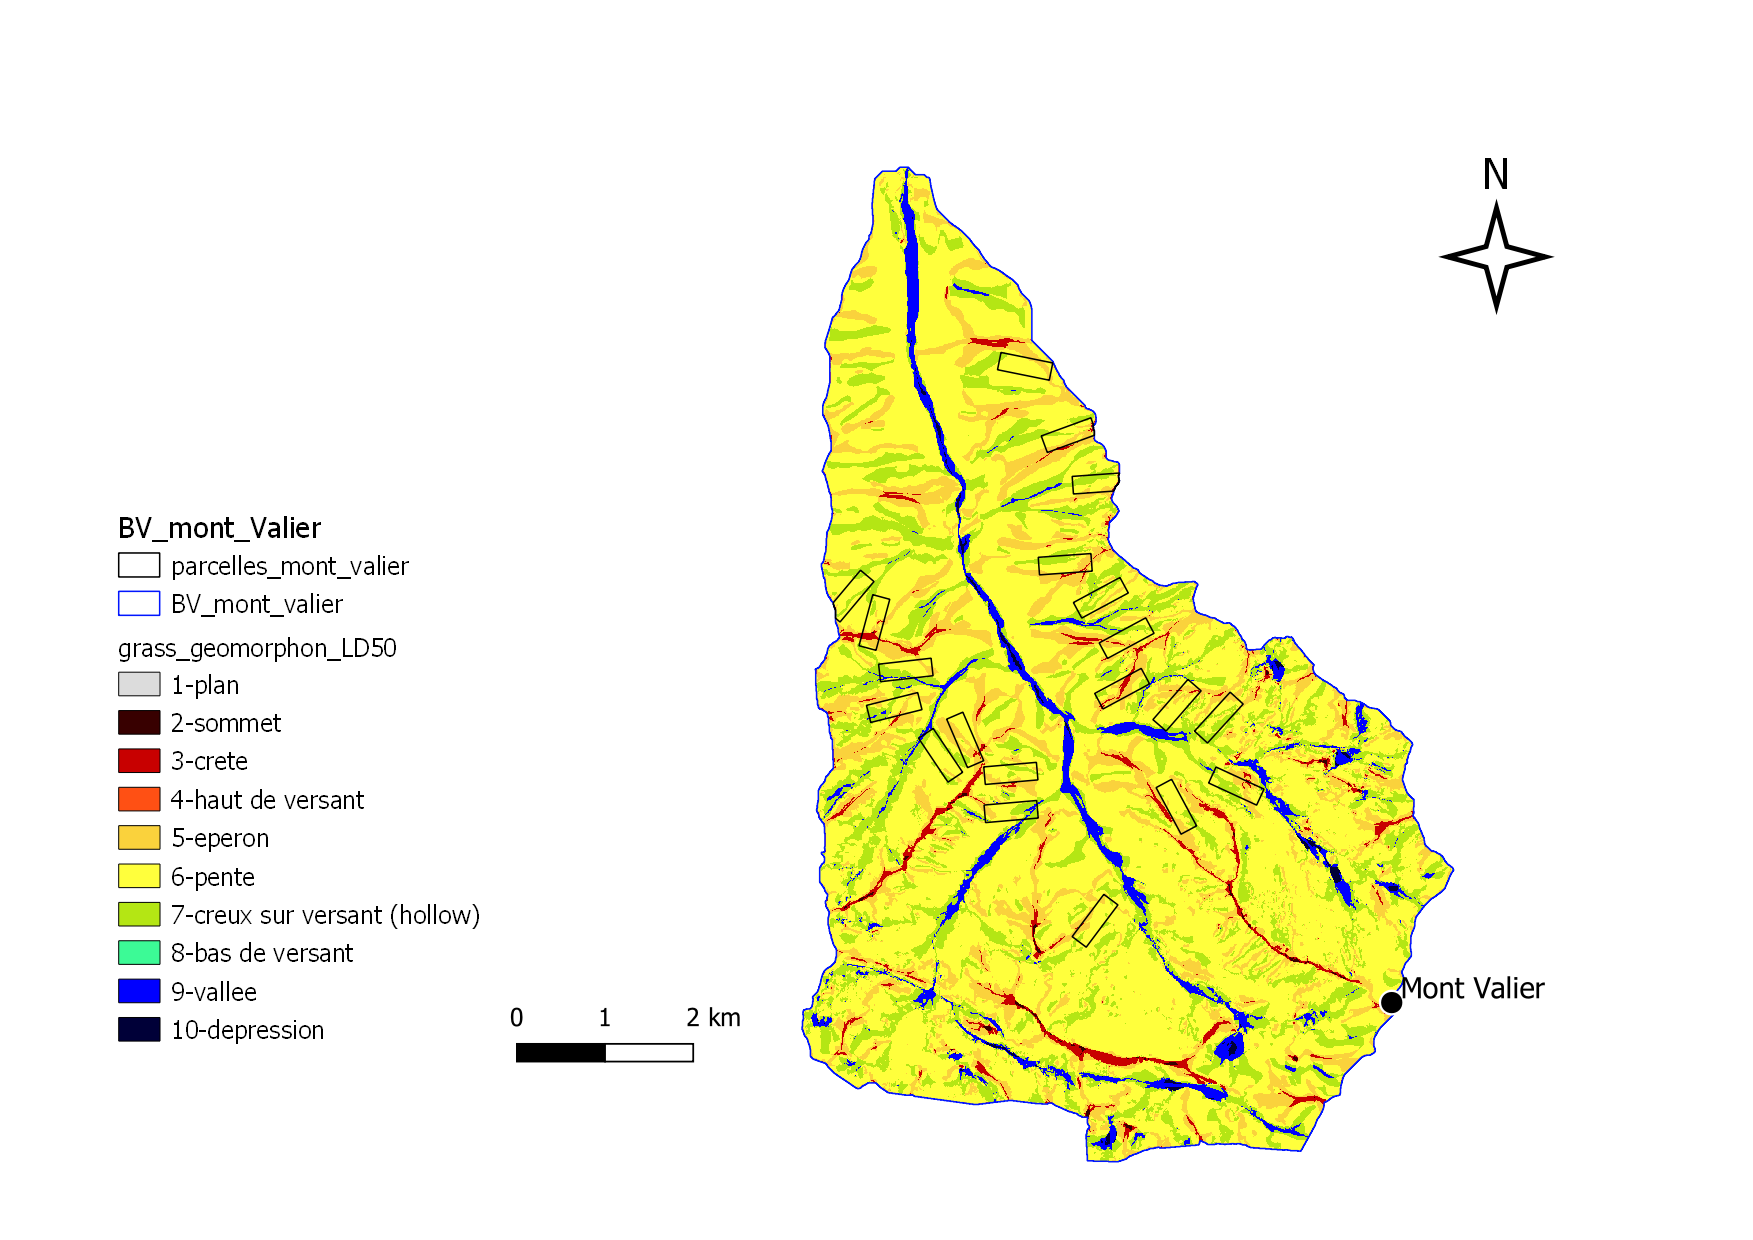 N
BV_mont_Valier
parcelles_mont_valier
BV_mont_valier
grass_geomorphon_LD50
1-plan
2-sommet
3-crete
4-haut de versant
5-eperon
6-pente
7-creux sur versant (hollow)
8-bas de versant
9-vallee
10-depression
0 1 2 km
Mont Valier